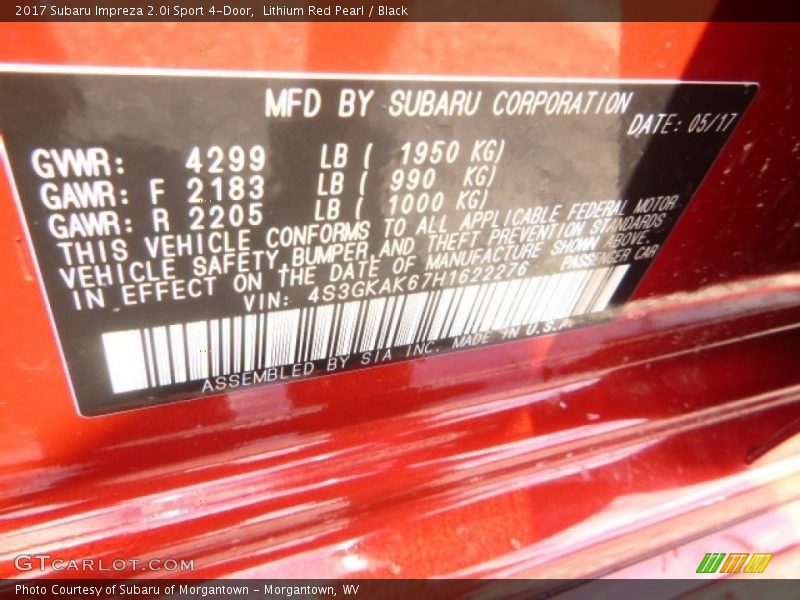 2017 Subaru Impreza 2.0i Sport 4-Door,  Lithium Red Pearl / Black
MFD BY SUBARU CORPORATION
DATE: 05/17
GVWR: 4299 LB ( 1950 KG)
GAWR: F 2183 LB ( 990 KG)
GAWR: R 2205 LB ( 1000 KG)
THIS VEHICLE CONFORMS TO ALL APPLICABLE FEDERAL MOTOR
VEHICLE SAFETY, BUMPER, AND THEFT PREVENTION STANDARDS
IN EFFECT ON THE DATE OF MANUFACTURE SHOWN ABOVE
VIN: 4S3GKAK67H1622276 PASSENGER CAR
ASSEMBLED BY SIA INC. MADE IN U.S.A.
GTCARLOT.COM
Photo Courtesy of Subaru of Morgantown - Morgantown, WV